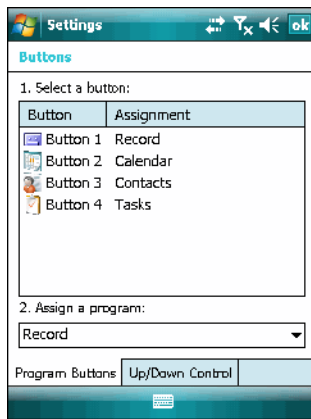 Settings
ok
Buttons
1. Select a button:
Button Assignment
Button 1 Record
Button 2 Calendar
Button 3 Contacts
Button 4 Tasks
2. Assign a program:
Record
Program Buttons Up/Down Control